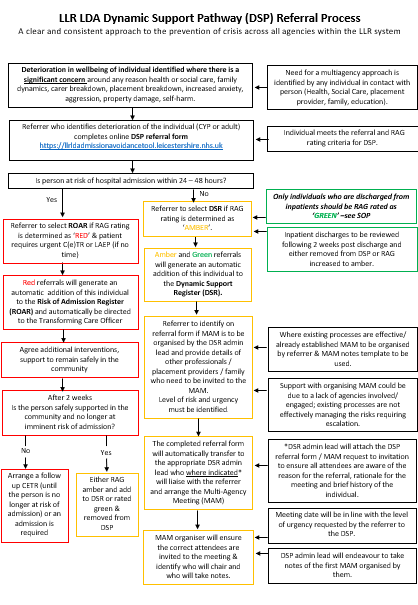 LLR LDA Dynamic Support Pathway (DSP) Referral Process
A clear and consistent approach to the prevention of crisis across all agencies within the LLR system
Deterioration in wellbeing of individual identified where there is a
significant concern around any reason health or social care, family
dynamics, carer breakdown, placement breakdown, increased anxiety,
aggression, property damage, self-harm.
Need for a multiagency approach is
identified by any individual in contact with
person (Health, Social Care, placement
provider, family, education).
Referrer who identifies deterioration of the individual (CYP or adult)
completes online DSP referral form
https://llrldadmissionavoidancetool.leicestershire.nhs.uk
Individual meets the referral and RAG
rating criteria for DSP.
Is person at risk of hospital admission within 24 – 48 hours?
Yes
No
Only individuals who are discharged from
inpatients should be RAG rated as
'GREEN' –see SOP
Referrer to select ROAR if RAG
rating is determined as
'RED' & patient
requires urgent C(e)TR or LAEP (if no
time)
Referrer to select DSR if RAG
rating is determined as
'AMBER'.
Inpatient discharges to be reviewed
following 2 weeks post discharge and
either removed from DSP or RAG
increased to amber.
Red referrals will generate an
automatic addition of this individual to
the Risk of Admission Register
(ROAR) and automatically be directed
to the Transforming Care Officer
Amber and Green referrals
will generate an automatic
addition of this individual to
the Dynamic Support
Register (DSR).
Agree additional interventions,
support to remain safely in the
community
Referrer to identify on
referral form if MAM is to be
organised by the DSR admin
lead and provide details of
other professionals /
placement providers / family
who need to be invited to the
MAM.
Level of risk and urgency
must be identified.
Where existing processes are effective/
already established MAM to be organised
by referrer & MAM notes template to be
used.
After 2 weeks
Is the person safely supported in the
community and no longer at
imminent risk of admission?
Support with organising MAM could be
due to a lack of agencies involved/
engaged; existing processes are not
effectively managing the risks requiring
escalation.
No
Yes
The completed referral form
will automatically transfer to
the appropriate DSR admin
lead who where indicated*
will liaise with the referrer
and arrange the Multi-Agency
Meeting (MAM)
*DSR admin lead will attach the DSP
referral form / MAM request to invitation
to ensure all attendees are aware of the
reason for the referral, rationale for the
meeting and brief history of the
individual.
Arrange a follow
up CETR (until
the person is no
longer at risk of
admission) or an
admission is
required
Either RAG
amber and add
to DSR or rated
green &
removed from
DSP
Meeting date will be in line with the level
of urgency requested by the referrer to
the DSP.
MAM organiser will ensure
the correct attendees are
invited to the meeting &
identify who will chair and
who will take notes.
DSP admin lead will endeavour to take
notes of the first MAM organised by
them.